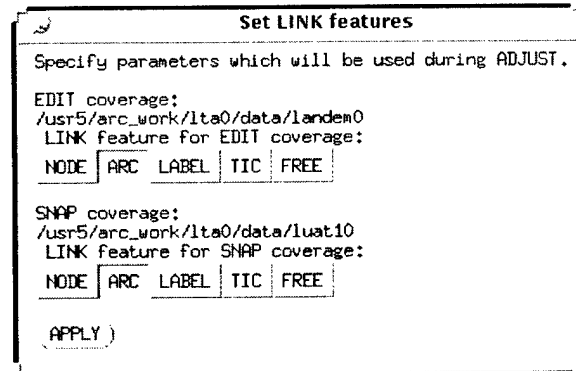 Set LINK features
Specify parameters which will be used during ADJUST.
EDIT coverage:
/usr5/arc_work/lta0/data/landem0
LINK feature for EDIT coverage:
NODE ARC LABEL TIC FREE
SNAP coverage:
/usr5/arc_work/lta0/data/luat10
LINK feature for SNAP coverage:
NODE ARC LABEL TIC FREE
APPLY